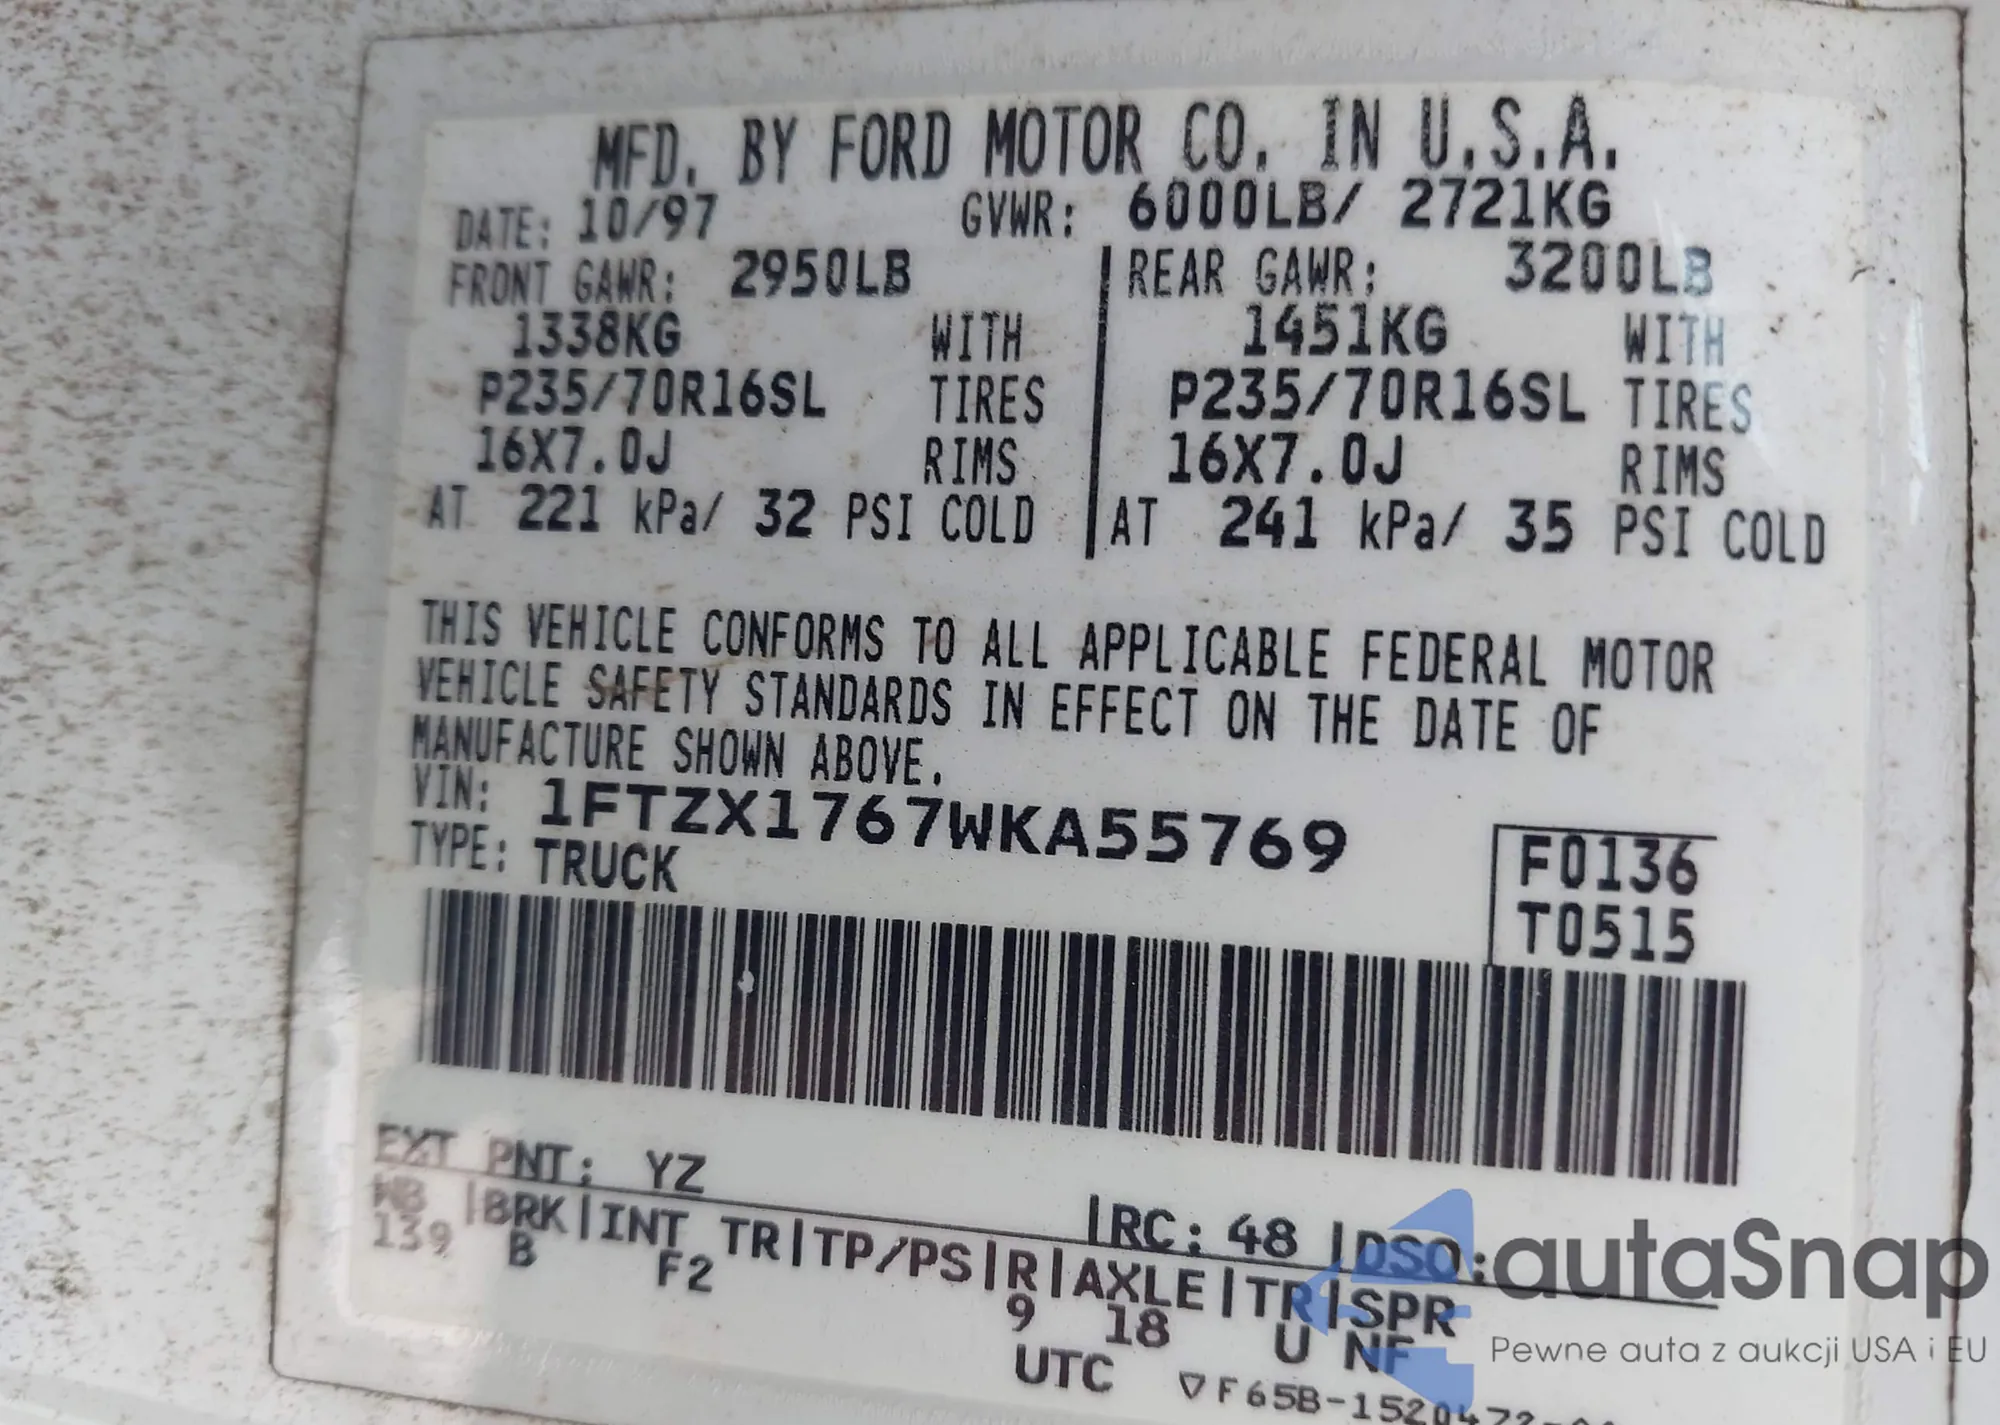 MFD. BY FORD MOTOR CO. IN U.S.A.
DATE: 10/97 GVWR: 6000LB/ 2721KG
FRONT GAWR: 2950LB REAR GAWR: 3200LB
1338KG WITH 1451KG WITH
P235/70R16SL TIRES P235/70R16SL TIRES
16X7.0J RIMS 16X7.0J RIMS
AT 221 kPa/ 32 PSI COLD AT 241 kPa/ 35 PSI COLD
THIS VEHICLE CONFORMS TO ALL APPLICABLE FEDERAL MOTOR
VEHICLE SAFETY STANDARDS IN EFFECT ON THE DATE OF
MANUFACTURE SHOWN ABOVE.
VIN: 1FTZX1767WKA55769
TYPE: TRUCK
F0136
T0515
EXT PNT: YZ RC: 48 DSO:
WB BRK INT TR TP/PS R AXLE TR SPR
139 B F2 9 18 U NF
UTC
autaSnap
Pewne auta z aukcji USA i EU